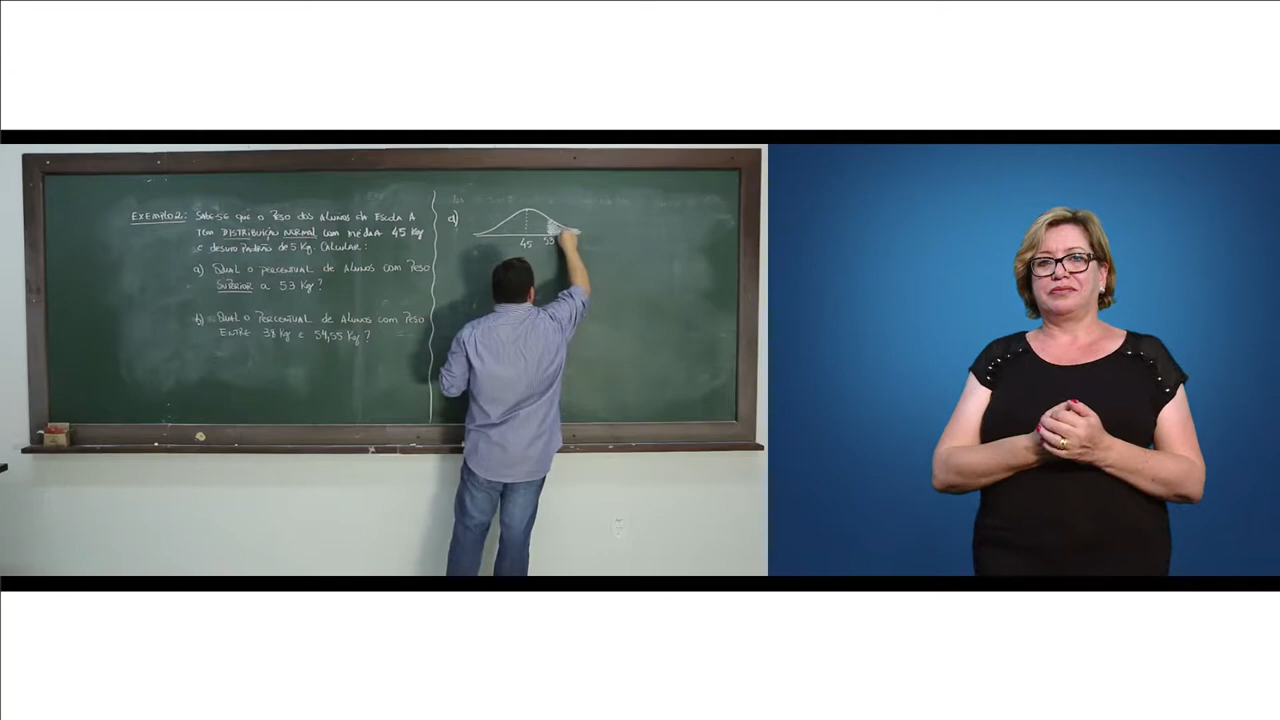 EXEMPLO 2: SABE-SE QUE O PESO DOS ALUNOS DA ESCOLA A
TEM DISTRIBUIÇÃO NORMAL COM MÉDIA 45 Kg
E DESVIO PADRÃO DE 5 Kg. CALCULAR:
a) QUAL O PERCENTUAL DE ALUNOS COM PESO
SUPERIOR A 53 Kg?
b) QUAL O PERCENTUAL DE ALUNOS COM PESO
ENTRE 38 Kg E 54,55 Kg?
a)
45 53